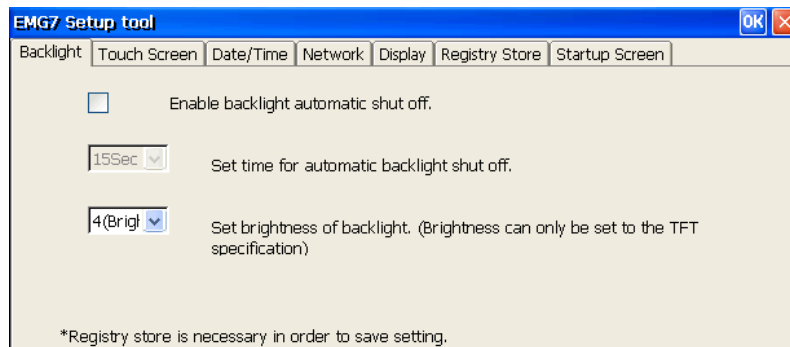 EMG7 Setup tool OK
Backlight Touch Screen Date/Time Network Display Registry Store Startup Screen
Enable backlight automatic shut off.
15Sec Set time for automatic backlight shut off.
4(Brigh Set brightness of backlight. (Brightness can only be set to the TFT
specification)
*Registry store is necessary in order to save setting.